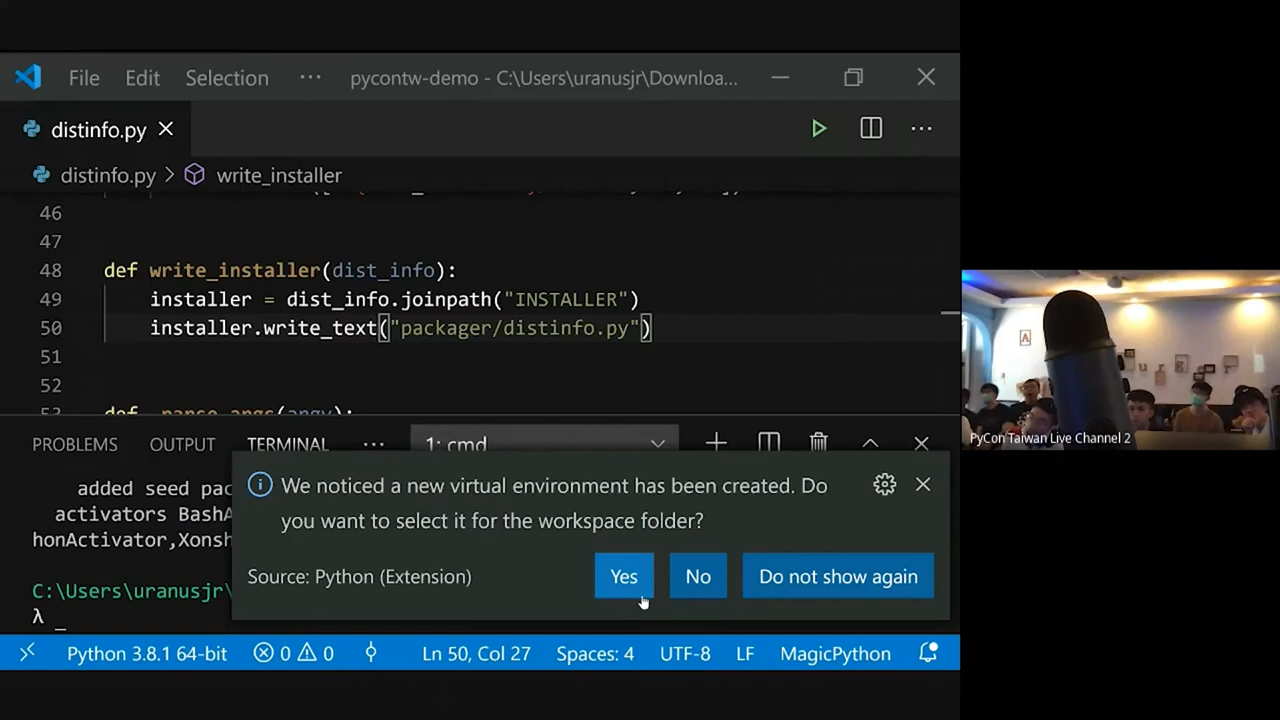 File Edit Selection ··· pycontw-demo - C:\Users\uranusjr\Downloa...
distinfo.py
distinfo.py > write_installer
46
47
48 def write_installer(dist_info):
49 installer = dist_info.joinpath("INSTALLER")
50 installer.write_text("packager/distinfo.py")
51
52
53 def _parse_args(argv):
PROBLEMS OUTPUT TERMINAL ··· 1: cmd
added seed pac
activators BashA
honActivator,Xonsh
C:\Users\uranusjr\
λ _
We noticed a new virtual environment has been created. Do
you want to select it for the workspace folder?
Source: Python (Extension) Yes No Do not show again
Python 3.8.1 64-bit 0 0 Ln 50, Col 27 Spaces: 4 UTF-8 LF MagicPython
A
PyCon Taiwan Live Channel 2